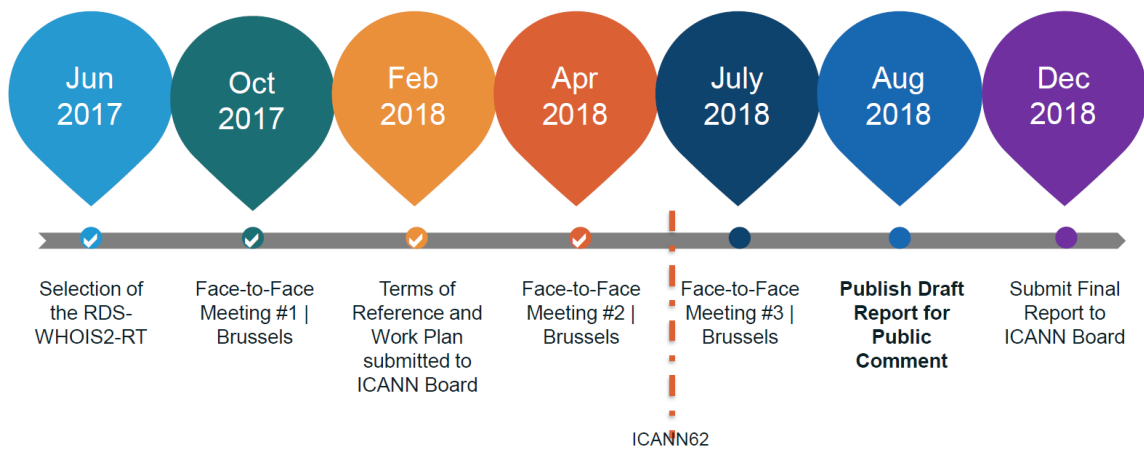 Jun
2017
Oct
2017
Feb
2018
Apr
2018
July
2018
Aug
2018
Dec
2018
Selection of
the RDS-
WHOIS2-RT
Face-to-Face
Meeting #1 |
Brussels
Terms of
Reference and
Work Plan
submitted to
ICANN Board
Face-to-Face
Meeting #2 |
Brussels
Face-to-Face
Meeting #3 |
Brussels
Publish Draft
Report for
Public
Comment
Submit Final
Report to
ICANN Board
ICANN62